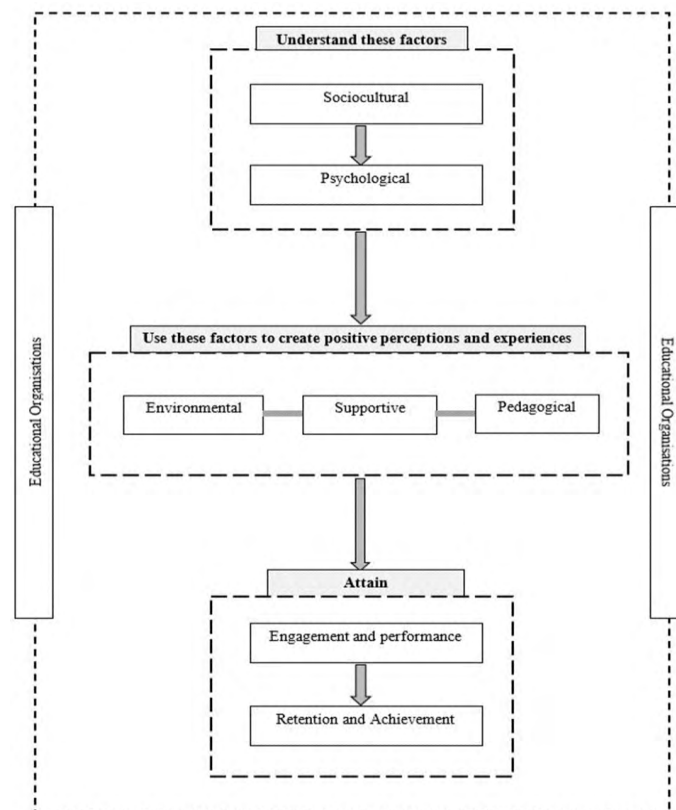 Understand these factors
Sociocultural
Psychological
Educational Organisations
Educational Organisations
Use these factors to create positive perceptions and experiences
Environmental
Supportive
Pedagogical
Attain
Engagement and performance
Retention and Achievement